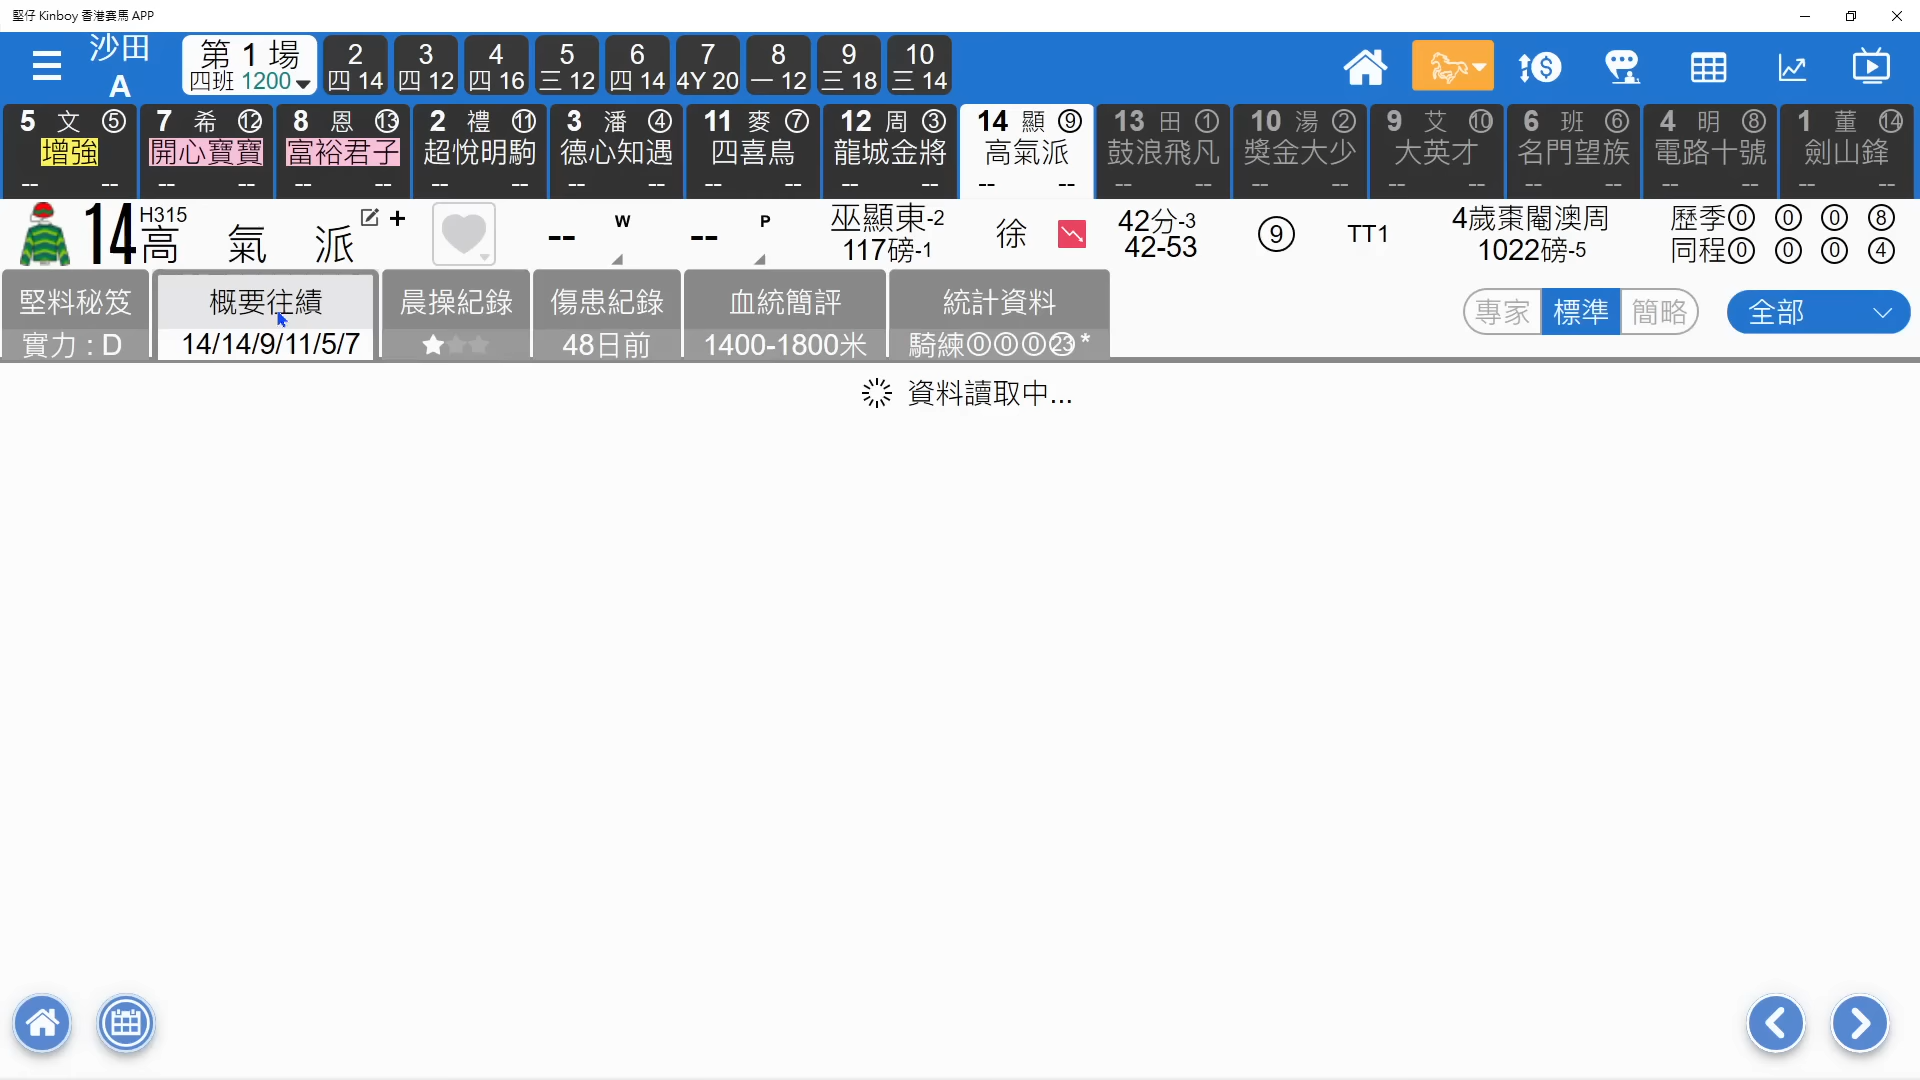 堅仔 Kinboy 香港賽馬 APP
沙田
A
第 1 場
四班 1200
2
四 14
3
四 12
4
四 16
5
三 12
6
四 14
7
4Y 20
8
一 12
9
三 18
10
三 14
5 文 ⑤
增強
-- --
7 希 ⑫
開心寶寶
-- --
8 恩 ⑬
富裕君子
-- --
2 禮 ⑪
超悅明駒
-- --
3 潘 ④
德心知遇
-- --
11 麥 ⑦
四喜鳥
-- --
12 周 ③
龍城金將
-- --
14 顯 ⑨
高氣派
-- --
13 田 ①
鼓浪飛凡
-- --
10 湯 ②
獎金大少
-- --
9 艾 ⑩
大英才
-- --
6 班 ⑥
名門望族
-- --
4 明 ⑧
電路十號
-- --
1 董 ⑭
劍山鋒
-- --
14 H315
高氣派
-- W
-- P
巫顯東-2
117磅-1
徐
42分-3
42-53
⑨
TT1
4歲棗閹澳周
1022磅-5
歷季⓪ ⓪ ⓪ ⑧
同程⓪ ⓪ ⓪ ④
堅料秘笈
實力 : D
概要往績
14/14/9/11/5/7
晨操紀錄
傷患紀錄
48日前
血統簡評
1400-1800米
統計資料
騎練⓪⓪⓪㉓ *
專家 標準 簡略
全部
資料讀取中...